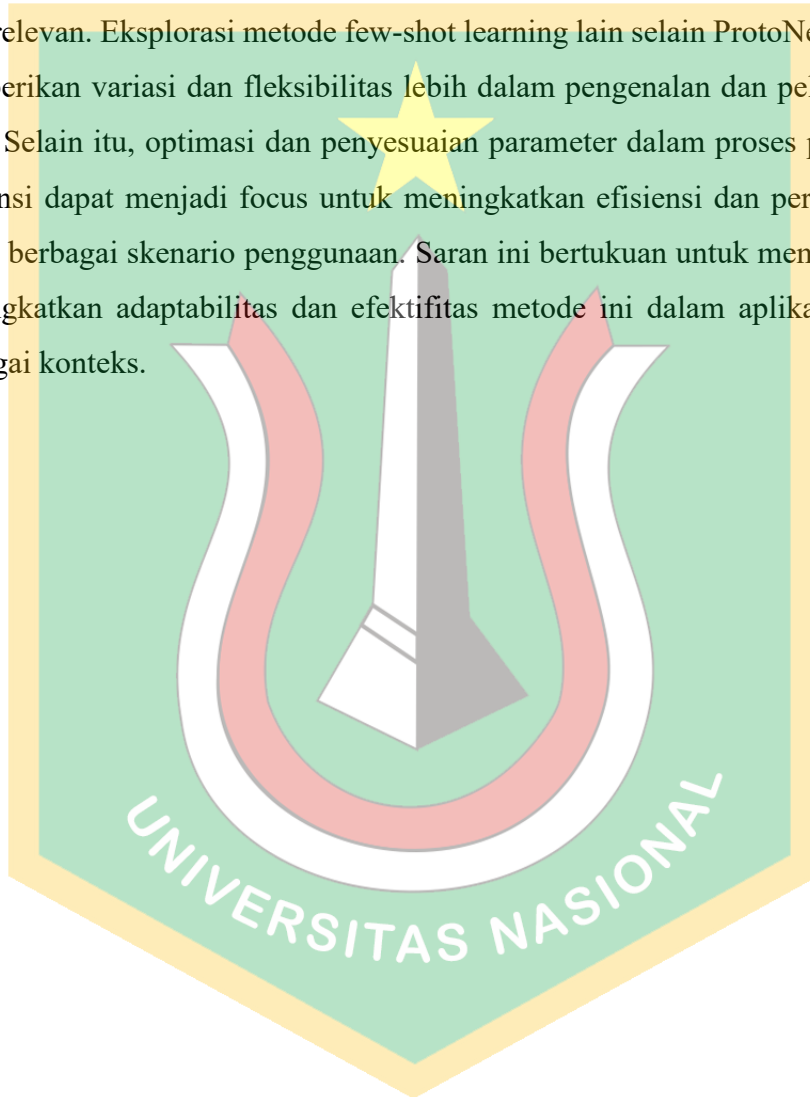 relevan. Eksplorasi metode few-shot learning lain selain ProtoNe
erikan variasi dan fleksibilitas lebih dalam pengenalan dan pel
Selain itu, optimasi dan penyesuaian parameter dalam proses p
nsi dapat menjadi focus untuk meningkatkan efisiensi dan per
berbagai skenario penggunaan. Saran ini bertukuan untuk men
gkatkan adaptabilitas dan efektifitas metode ini dalam aplika
gai konteks.
UNIVERSITAS NASIONAL